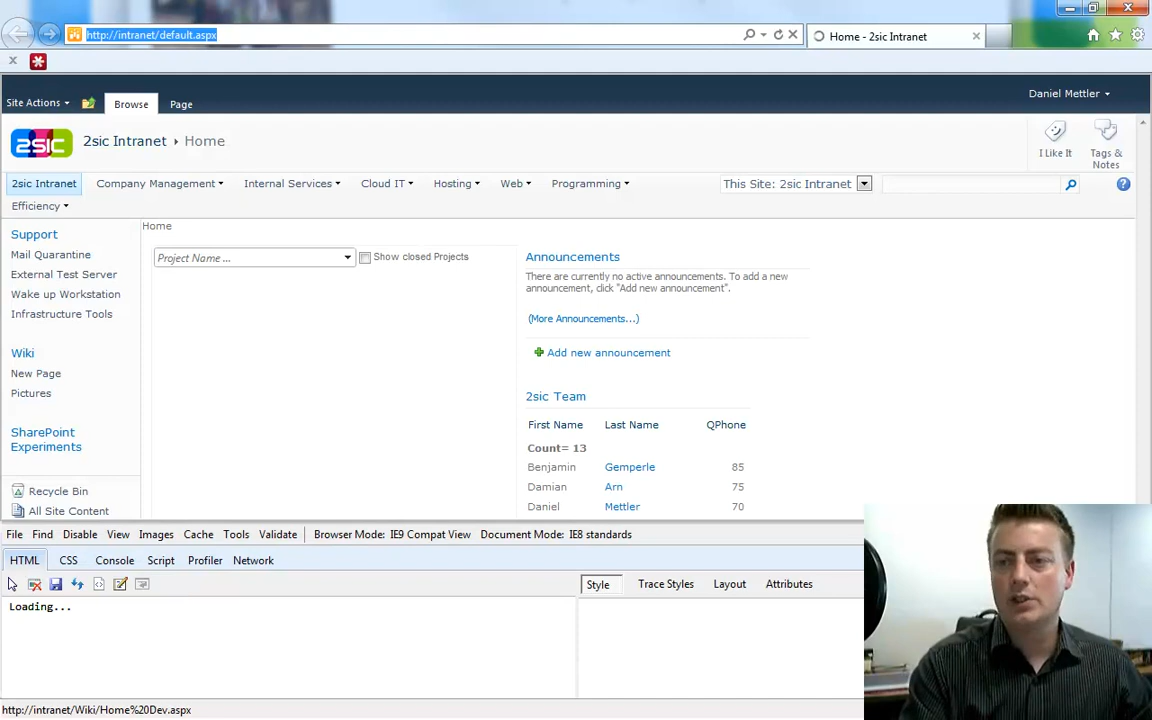 http://intranet/default.aspx
Home - 2sic Intranet
Site Actions
Browse
Page
Daniel Mettler
2SIC
2sic Intranet
Home
I Like It
Tags & Notes
2sic Intranet
Company Management
Internal Services
Cloud IT
Hosting
Web
Programming
This Site: 2sic Intranet
Efficiency
Support
Mail Quarantine
External Test Server
Wake up Workstation
Infrastructure Tools
Wiki
New Page
Pictures
SharePoint
Experiments
Recycle Bin
All Site Content
Home
Project Name ...
Show closed Projects
Announcements
There are currently no active announcements. To add a new
announcement, click "Add new announcement".
(More Announcements...)
Add new announcement
2sic Team
First Name Last Name QPhone
Count= 13
Benjamin Gemperle 85
Damian Arn 75
Daniel Mettler 70
File Find Disable View Images Cache Tools Validate Browser Mode: IE9 Compat View Document Mode: IE8 standards
HTML CSS Console Script Profiler Network
Style Trace Styles Layout Attributes
Loading...
http://intranet/Wiki/Home%20Dev.aspx